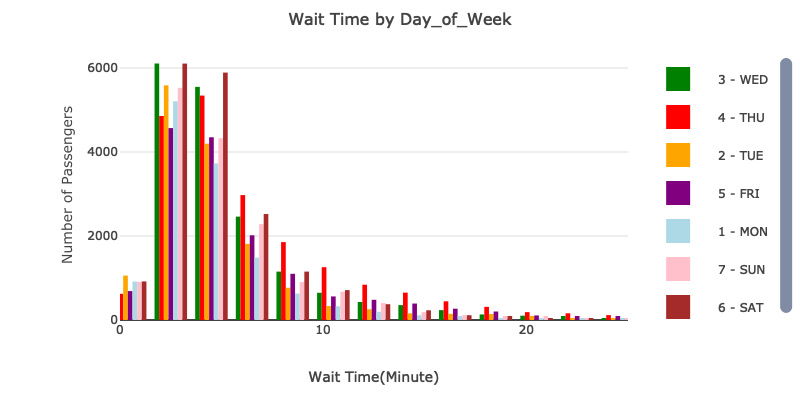 Wait Time by Day_of_Week
Number of Passengers
6000
4000
2000
0
0
10
20
Wait Time(Minute)
3 - WED
4 - THU
2 - TUE
5 - FRI
1 - MON
7 - SUN
6 - SAT